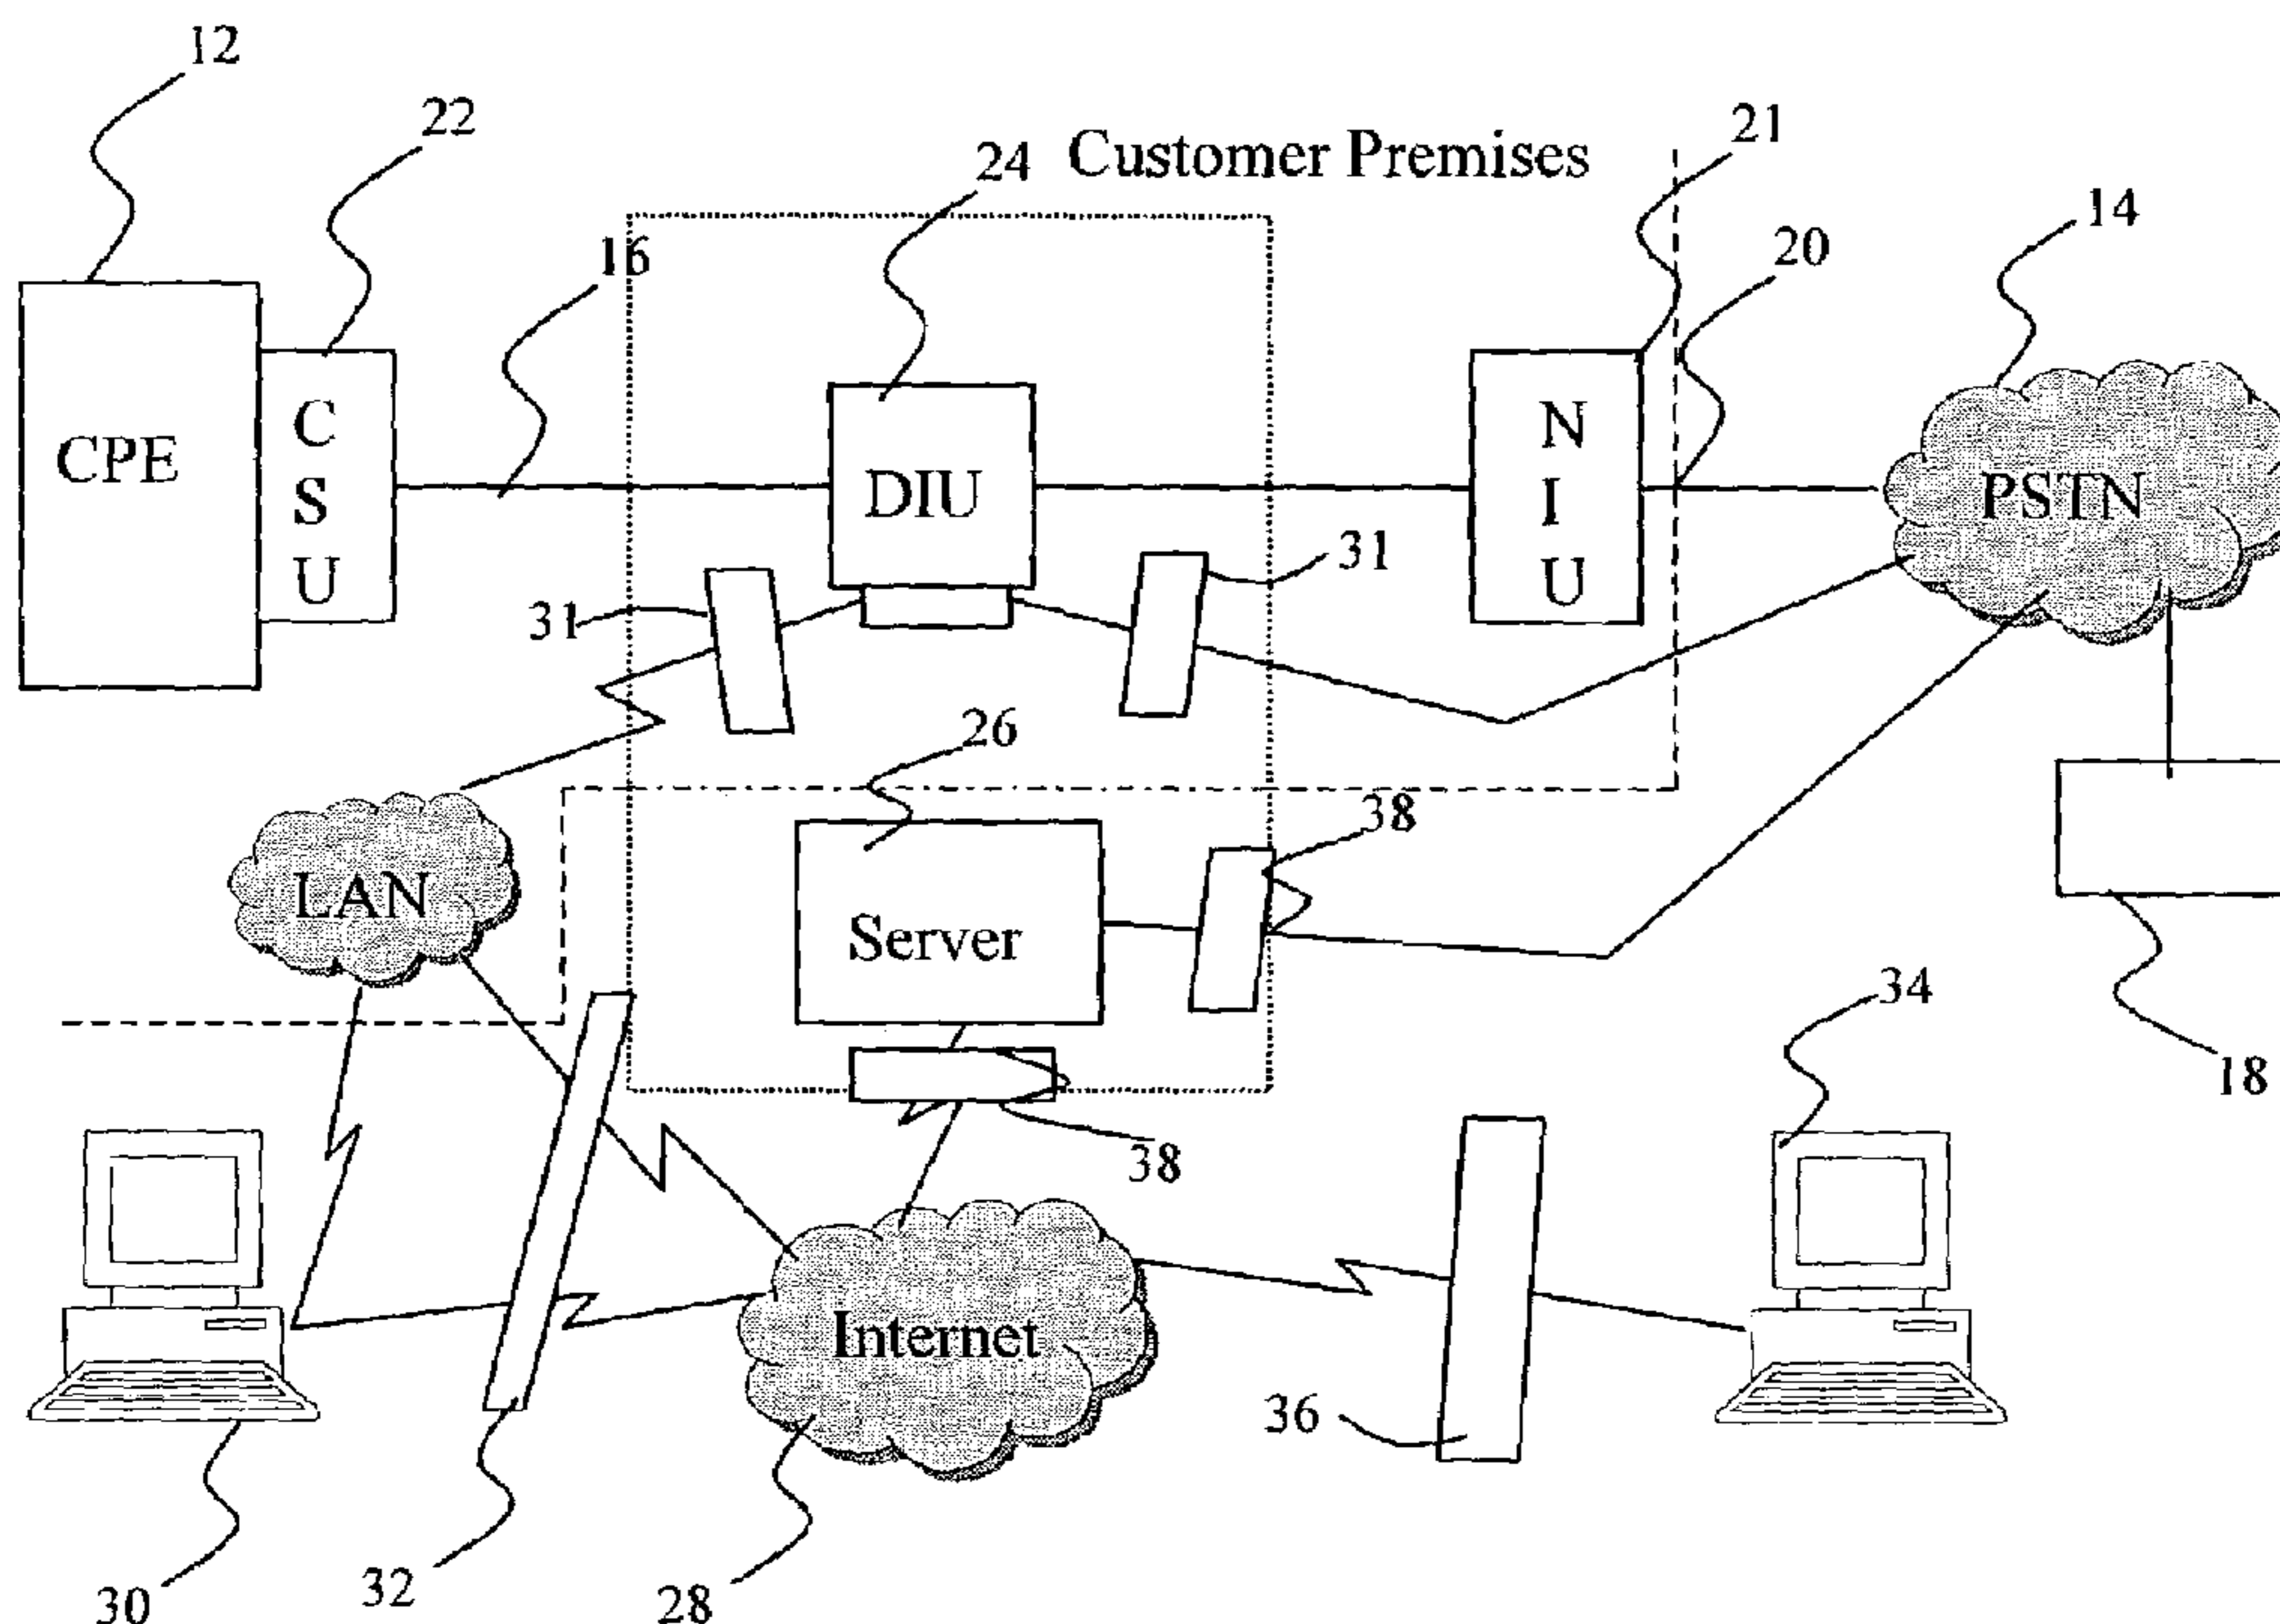 12
22
24
Customer Premises
21
14
16
20
CPE
C
S
U
DIU
N
I
U
PSTN
31
31
26
38
LAN
Server
34
18
38
Internet
36
30
32
28